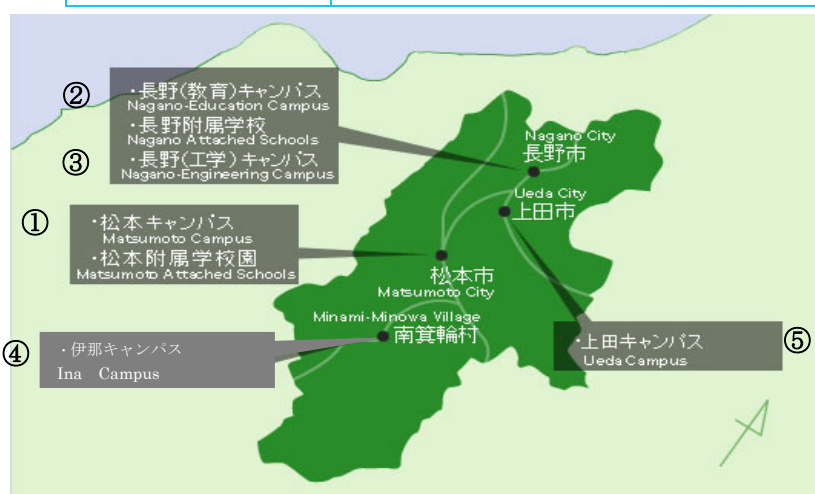 ②
・長野(教育)キャンパス
Nagano-Education Campus
・長野附属学校
Nagano Attached Schools
③
・長野(工学)キャンパス
Nagano-Engineering Campus
Nagano City
長野市
Ueda City
上田市
①
・松本キャンパス
Matsumoto Campus
・松本附属学校園
Matsumoto Attached Schools
松本市
Matsumoto City
Minami-Minowa Village
南箕輪村
④
・伊那キャンパス
Ina Campus
・上田キャンパス
Ueda Campus
⑤